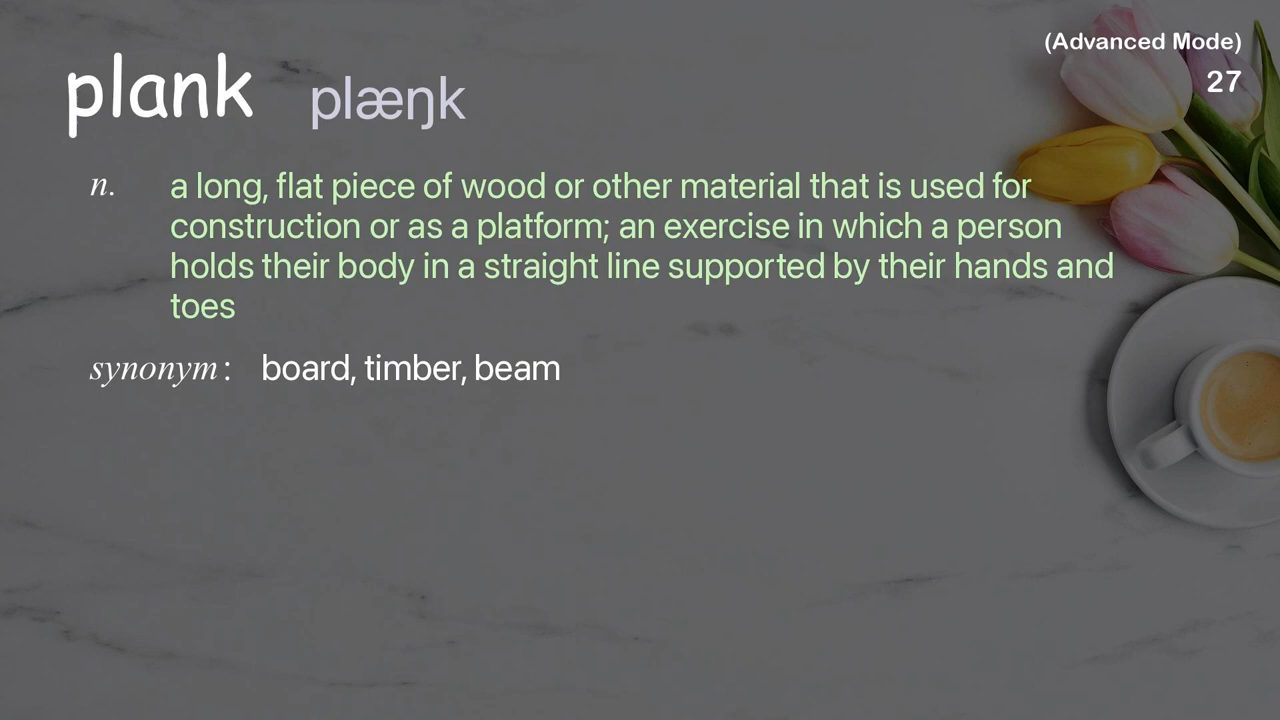 (Advanced Mode)
27
plank plæŋk
n. a long, flat piece of wood or other material that is used for
construction or as a platform; an exercise in which a person
holds their body in a straight line supported by their hands and
toes
synonym: board, timber, beam